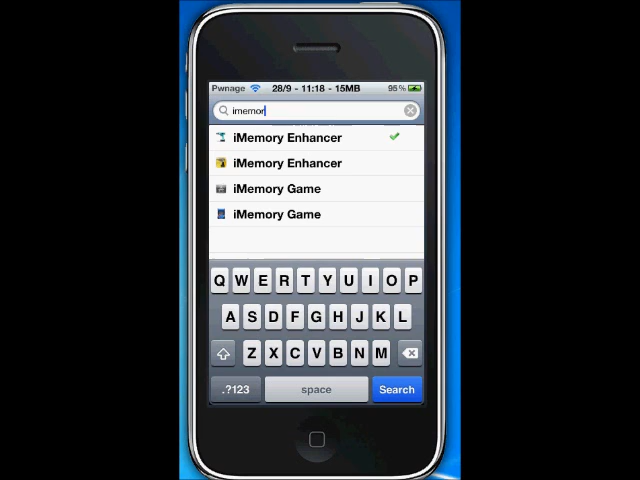 Pwnage 28/9 - 11:18 - 15MB 95%
imemor
iMemory Enhancer
iMemory Enhancer
iMemory Game
iMemory Game
Q W E R T Y U I O P
A S D F G H J K L
Z X C V B N M
.?123 space Search